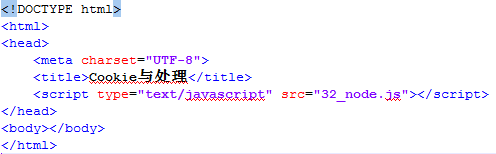 <!DOCTYPE html>
<html>
<head>
    <meta charset="UTF-8">
    <title>Cookie与处理</title>
    <script type="text/javascript" src="32_node.js"></script>
</head>
<body></body>
</html>